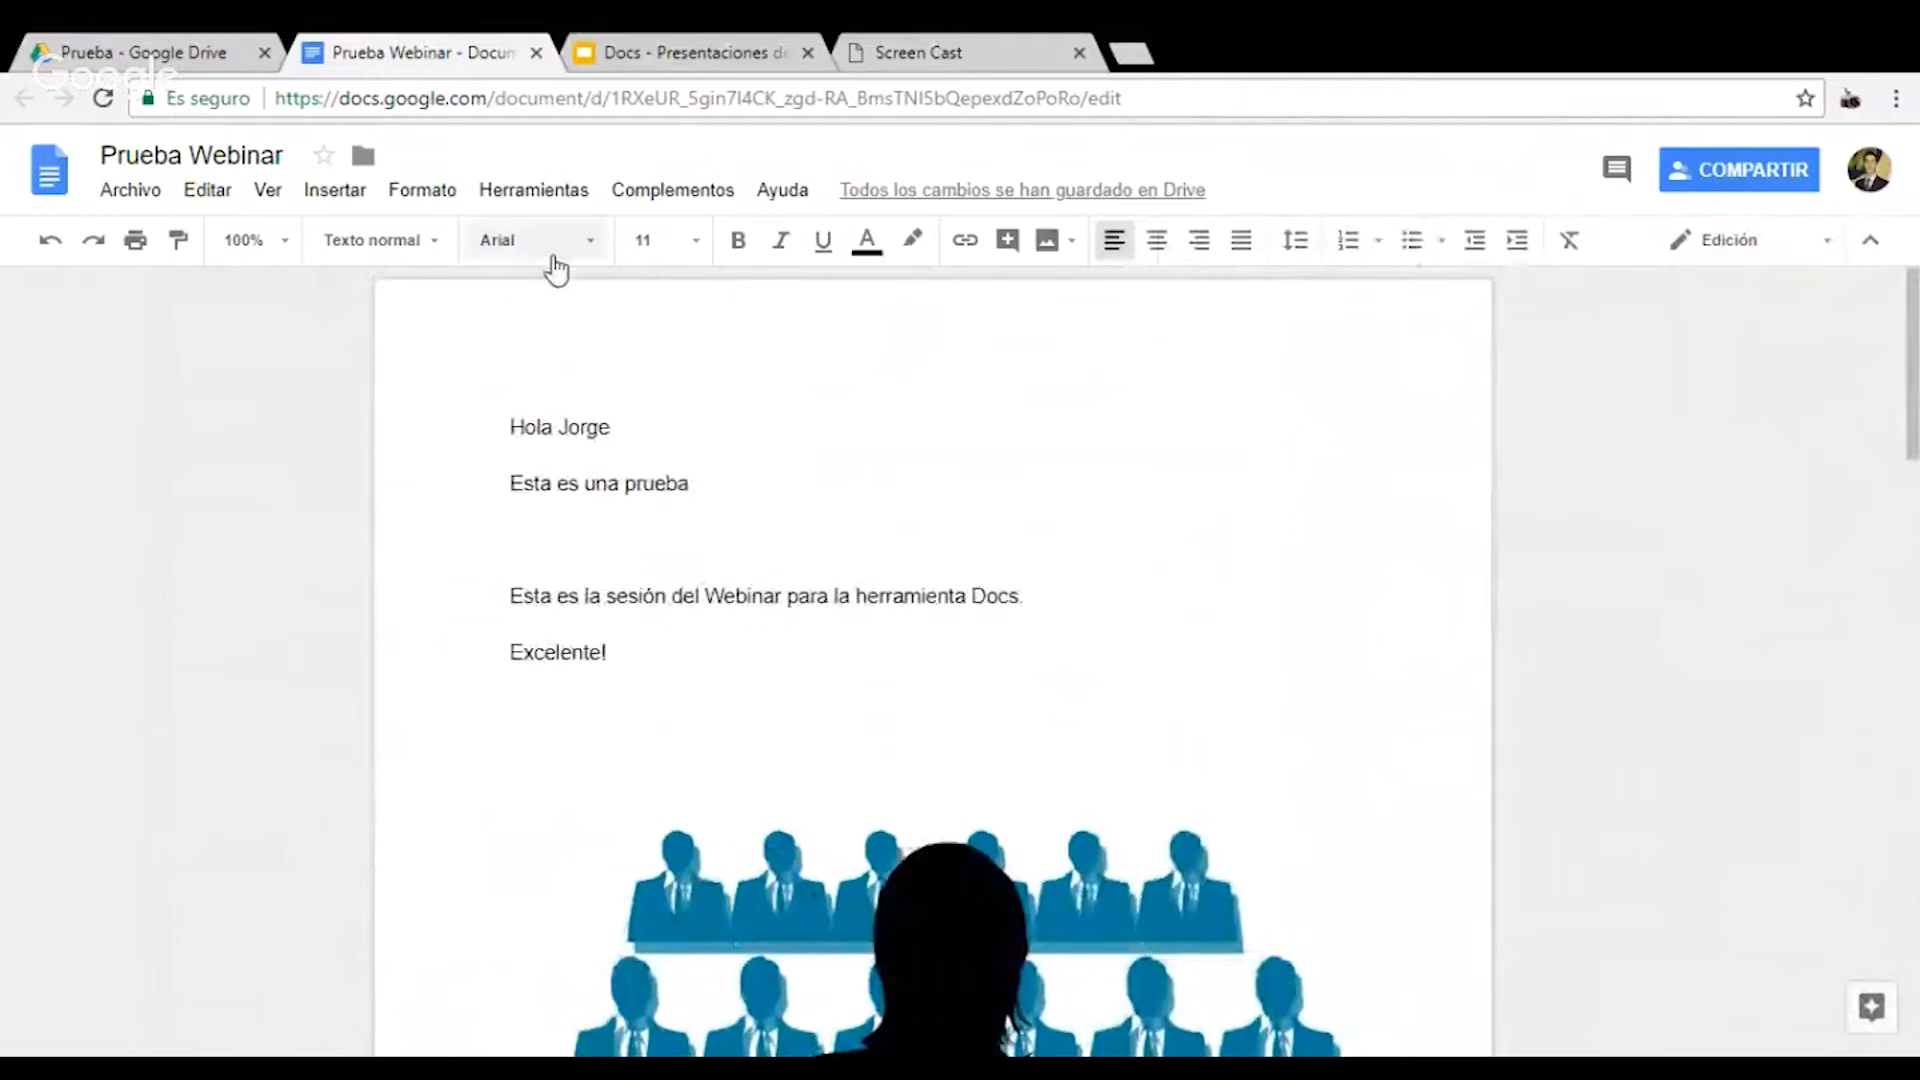 Prueba - Google Drive
Prueba Webinar - Docum
Docs - Presentaciones d
Screen Cast
Google
Es seguro
https://docs.google.com/document/d/1RXeUR_5gin7I4CK_zgd-RA_BmsTNI5bQepexdZoPoRo/edit
Prueba Webinar
COMPARTIR
Archivo Editar Ver Insertar Formato Herramientas Complementos Ayuda Todos los cambios se han guardado en Drive
100% Texto normal Arial 11 B I U A Edición
Hola Jorge
Esta es una prueba
Esta es la sesión del Webinar para la herramienta Docs.
Excelente!